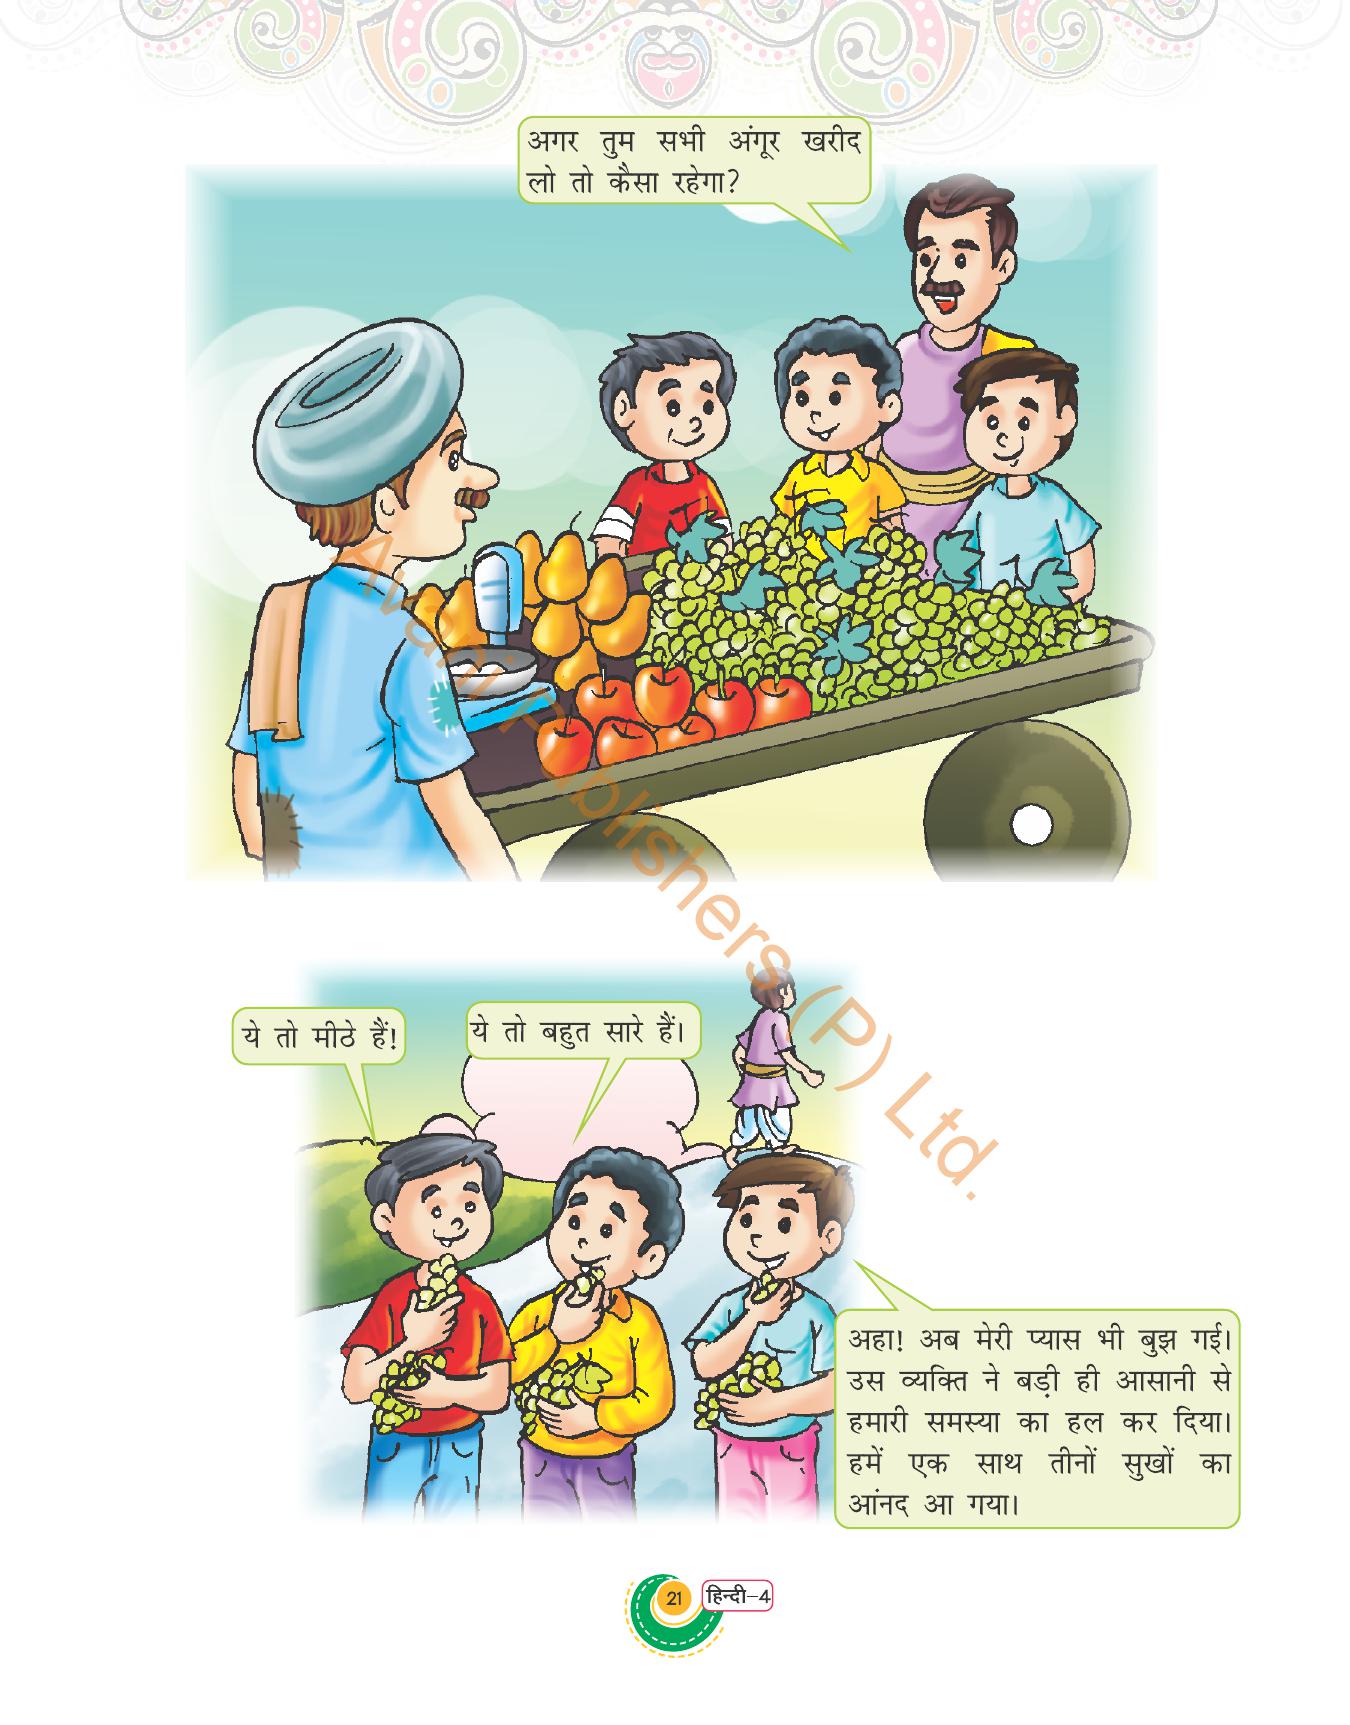 अगर तुम सभी अंगूर खरीद
लो तो कैसा रहेगा?
ये तो मीठे हैं!
ये तो बहुत सारे हैं।
अहा! अब मेरी प्यास भी बुझ गई।
उस व्यक्ति ने बड़ी ही आसानी से
हमारी समस्या का हल कर दिया।
हमें एक साथ तीनों सुखों का
आंनद आ गया।
Avani Publishers (P) Ltd.
21
हिन्दी–4